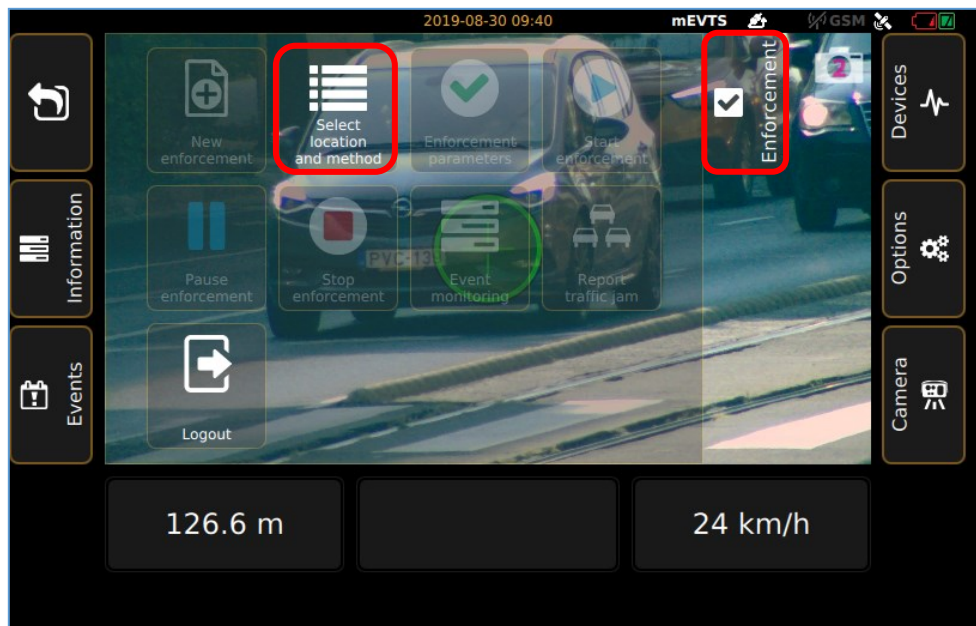 2019-08-30 09:40
mEVTS
GSM
New
enforcement
Select
location
and method
Enforcement
parameters
Start
enforcement
Enforcement
2
Devices
Information
Pause
enforcement
Stop
enforcement
Event
monitoring
Report
traffic jam
Options
Events
Logout
Camera
126.6 m
24 km/h